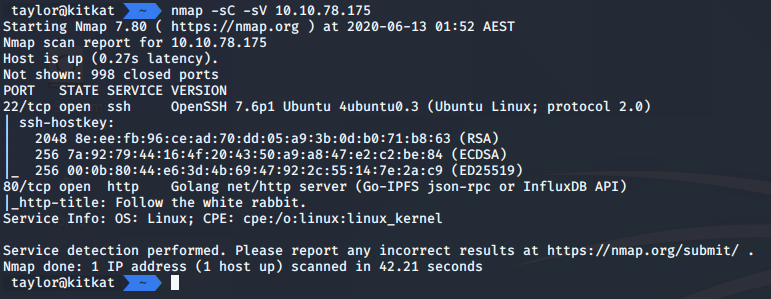 taylor@kitkat nmap -sC -sV 10.10.78.175
Starting Nmap 7.80 ( https://nmap.org ) at 2020-06-13 01:52 AEST
Nmap scan report for 10.10.78.175
Host is up (0.27s latency).
Not shown: 998 closed ports
PORT   STATE SERVICE VERSION
22/tcp open  ssh     OpenSSH 7.6p1 Ubuntu 4ubuntu0.3 (Ubuntu Linux; protocol 2.0)
| ssh-hostkey:
|   2048 8e:ee:fb:96:ce:ad:70:dd:05:a9:3b:0d:b0:71:b8:63 (RSA)
|   256 7a:92:79:44:16:4f:20:43:50:a9:a8:47:e2:c2:be:84 (ECDSA)
|_  256 00:0b:80:44:e6:3d:4b:69:47:92:2c:55:14:7e:2a:c9 (ED25519)
80/tcp open  http    Golang net/http server (Go-IPFS json-rpc or InfluxDB API)
|_http-title: Follow the white rabbit.
Service Info: OS: Linux; CPE: cpe:/o:linux:linux_kernel

Service detection performed. Please report any incorrect results at https://nmap.org/submit/ .
Nmap done: 1 IP address (1 host up) scanned in 42.21 seconds
taylor@kitkat